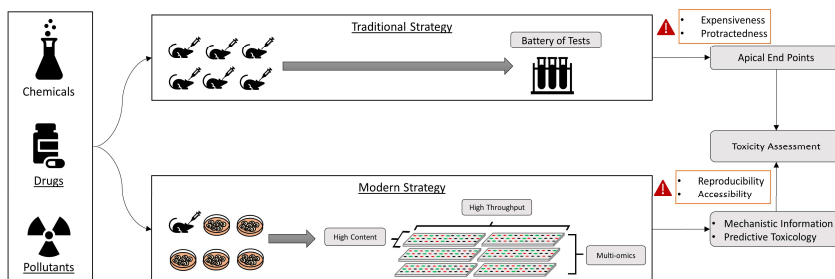 Chemicals
Drugs
Pollutants
Traditional Strategy
Battery of Tests
• Expensiveness
• Protractedness
Apical End Points
Toxicity Assessment
Modern Strategy
High Throughput
High Content
Multi-omics
• Reproducibility
• Accessibility
• Mechanistic Information
• Predictive Toxicology